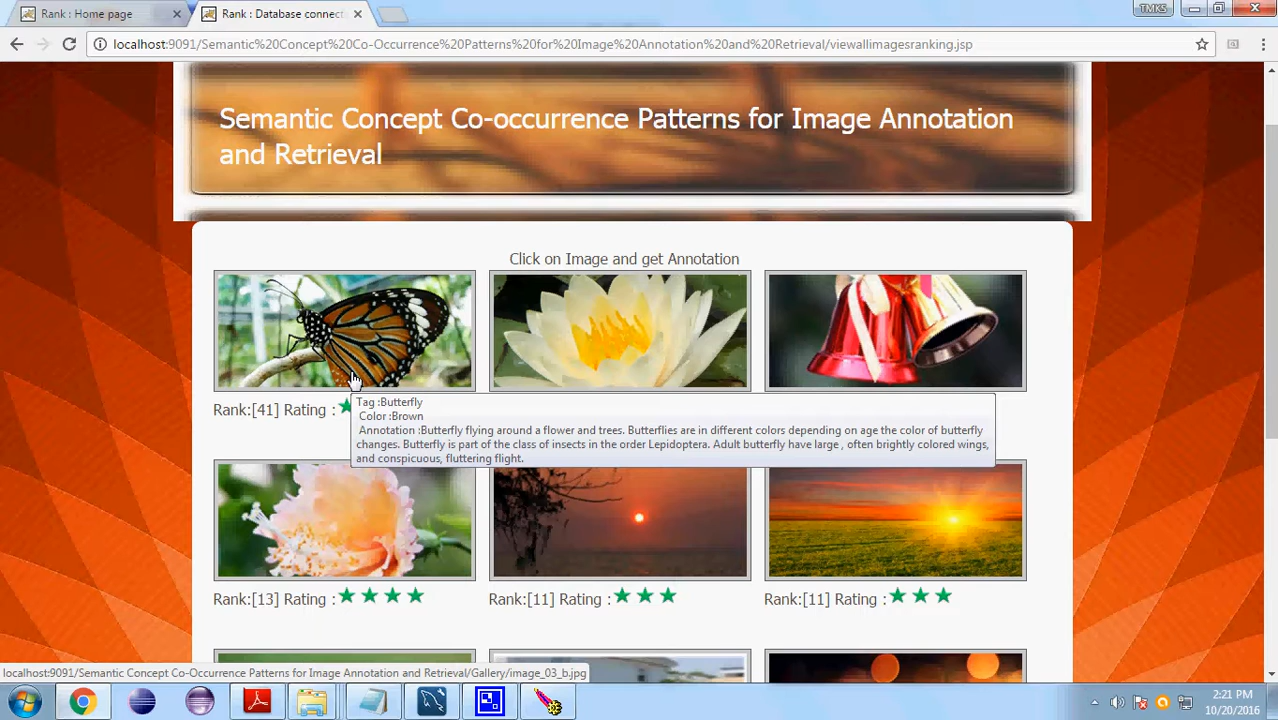 Rank : Home page
Rank : Database connecti
TMKS
localhost:9091/Semantic%20Concept%20Co-Occurrence%20Patterns%20for%20Image%20Annotation%20and%20Retrieval/viewallimagesranking.jsp
Semantic Concept Co-occurrence Patterns for Image Annotation
and Retrieval
Click on Image and get Annotation
Rank:[41] Rating :
Tag :Butterfly
Color :Brown
Annotation :Butterfly flying around a flower and trees. Butterflies are in different colors depending on age the color of butterfly
changes. Butterfly is part of the class of insects in the order Lepidoptera. Adult butterfly have large , often brightly colored wings,
and conspicuous, fluttering flight.
Rank:[13] Rating :
Rank:[11] Rating :
Rank:[11] Rating :
localhost:9091/Semantic Concept Co-Occurrence Patterns for Image Annotation and Retrieval/Gallery/image_03_b.jpg
2:21 PM
10/20/2016